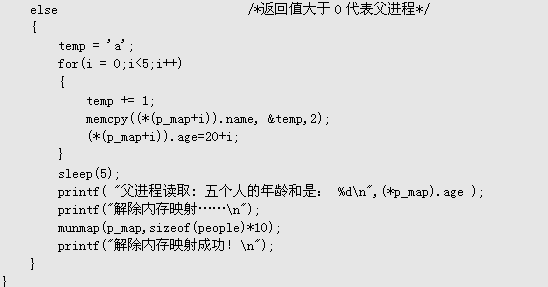 else /*返回值大于0代表父进程*/
{
temp = 'a';
for(i = 0;i<5;i++)
{
temp += 1;
memcpy((*(p_map+i)).name, &temp,2);
(*(p_map+i)).age=20+i;
}
sleep(5);
printf( "父进程读取: 五个人的年龄和是: %d\n",(*p_map).age );
printf("解除内存映射……\n");
munmap(p_map,sizeof(people)*10);
printf("解除内存映射成功! \n");
}
}